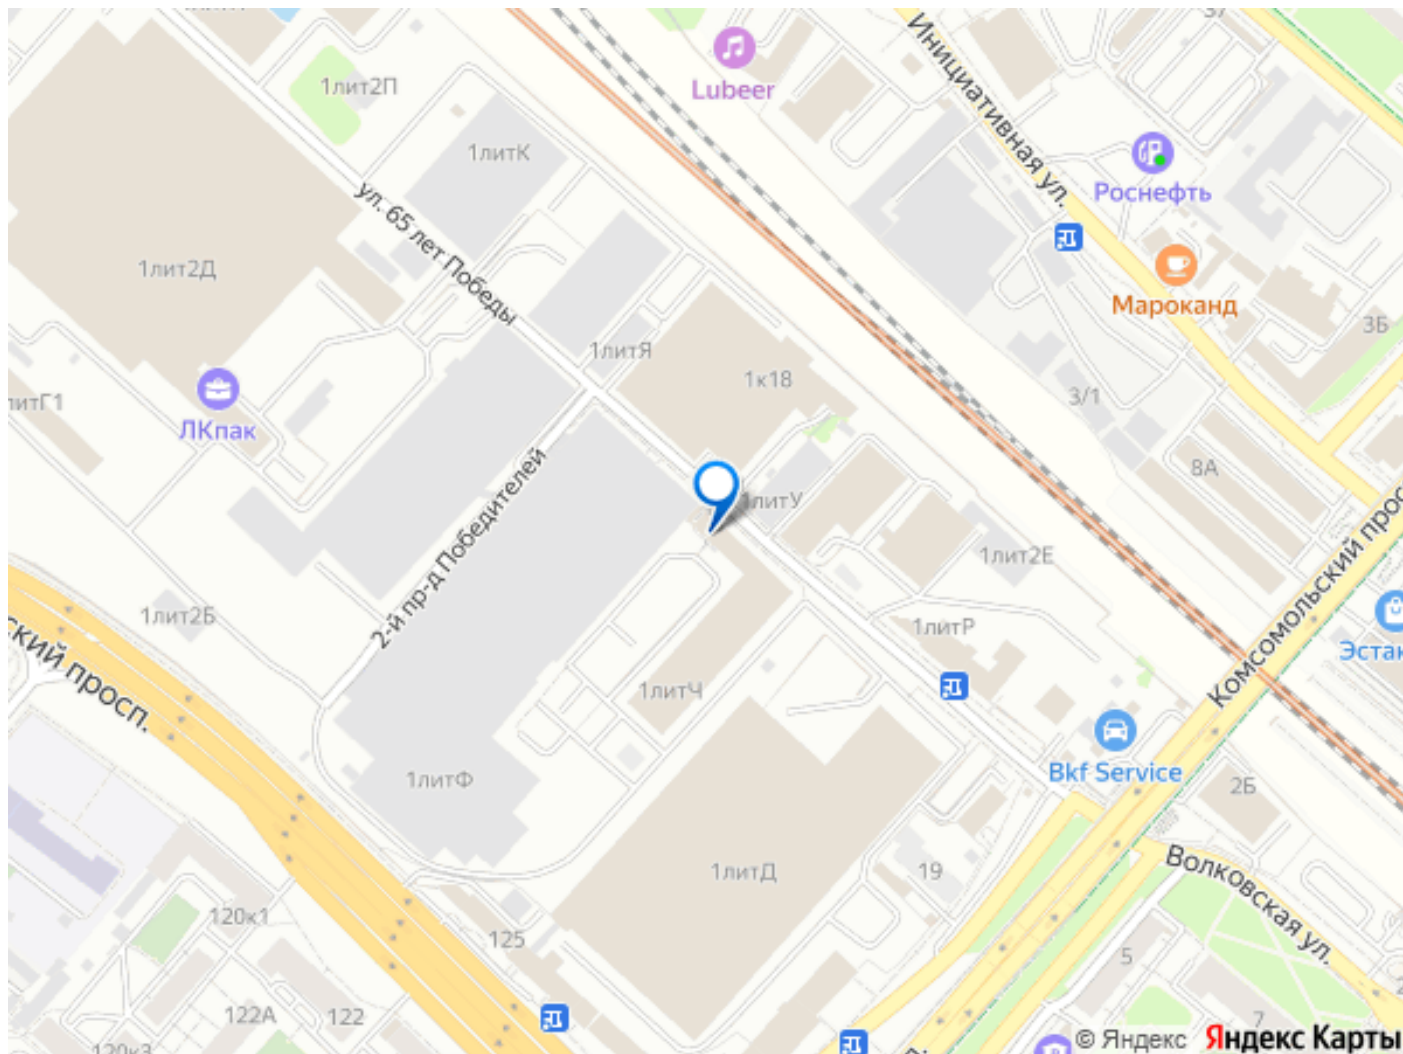 Lubeer
37
Инициативная ул.
1лит2П
1литК
Роснефть
ул. 65 лет Победы
Мароканд
1лит2Д
3Б
1литЯ
1к18
3/1
литГ1
ЛКпак
8А
2-й пр-д Победителей
1литУ
1лит2Е
Комсомольский прос
1лит2Б
1литР
Эстак
ский просп.
1литЧ
Bkf Service
1литФ
2Б
1литД
19
Волковская ул.
120к1
125
5
122А
122
7
120к3
© Яндекс Яндекс Карты